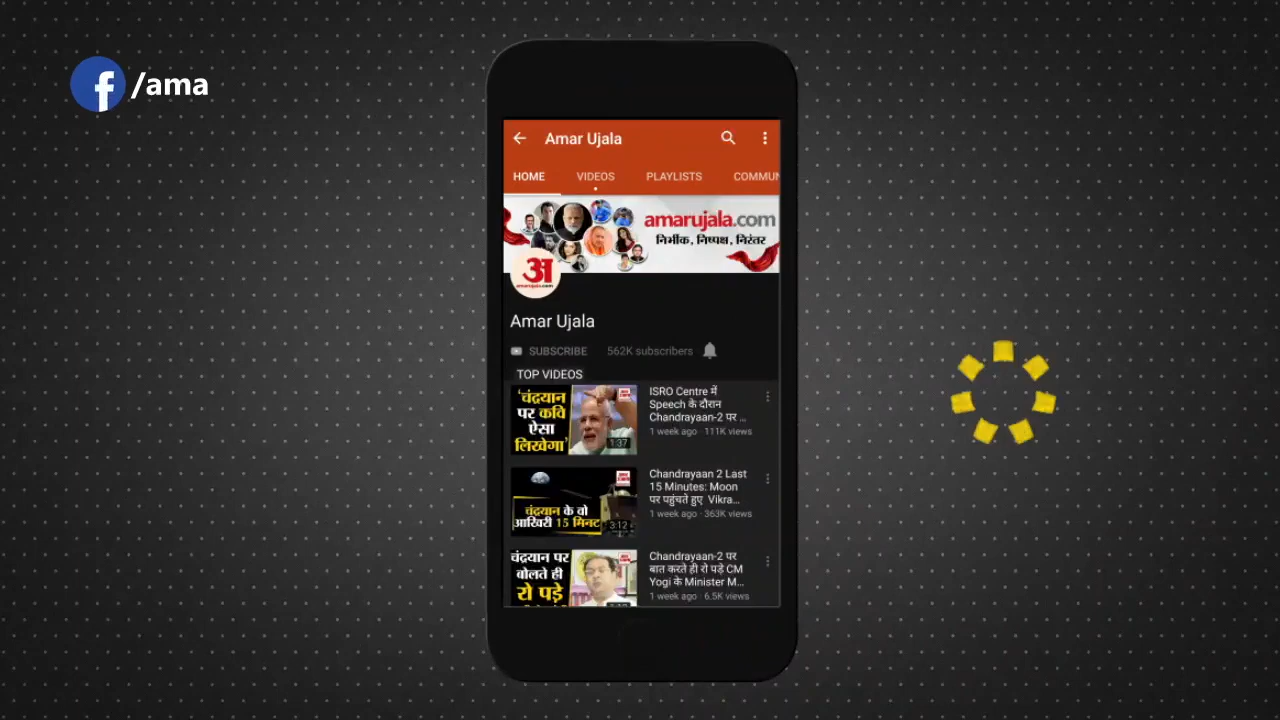 /ama
Amar Ujala
HOME VIDEOS PLAYLISTS COMMUN
amarujala.com
निर्भीक, निष्पक्ष, निरंतर
अ
amarujala.com
Amar Ujala
SUBSCRIBE 562K subscribers
TOP VIDEOS
'चंद्रयान
पर कवि
ऐसा
लिखेगा'
1:37
ISRO Centre में
Speech के दौरान
Chandrayaan-2 पर ...
1 week ago · 111K views
चंद्रयान के वो
आखिरी 15 मिनट
3:12
Chandrayaan 2 Last
15 Minutes: Moon
पर पहुंचते हुए Vikra...
1 week ago · 363K views
चंद्रयान पर
बोलते ही
रो पड़े
Chandrayaan-2 पर
बात करते ही रो पड़े CM
Yogi के Minister M...
1 week ago · 6.5K views